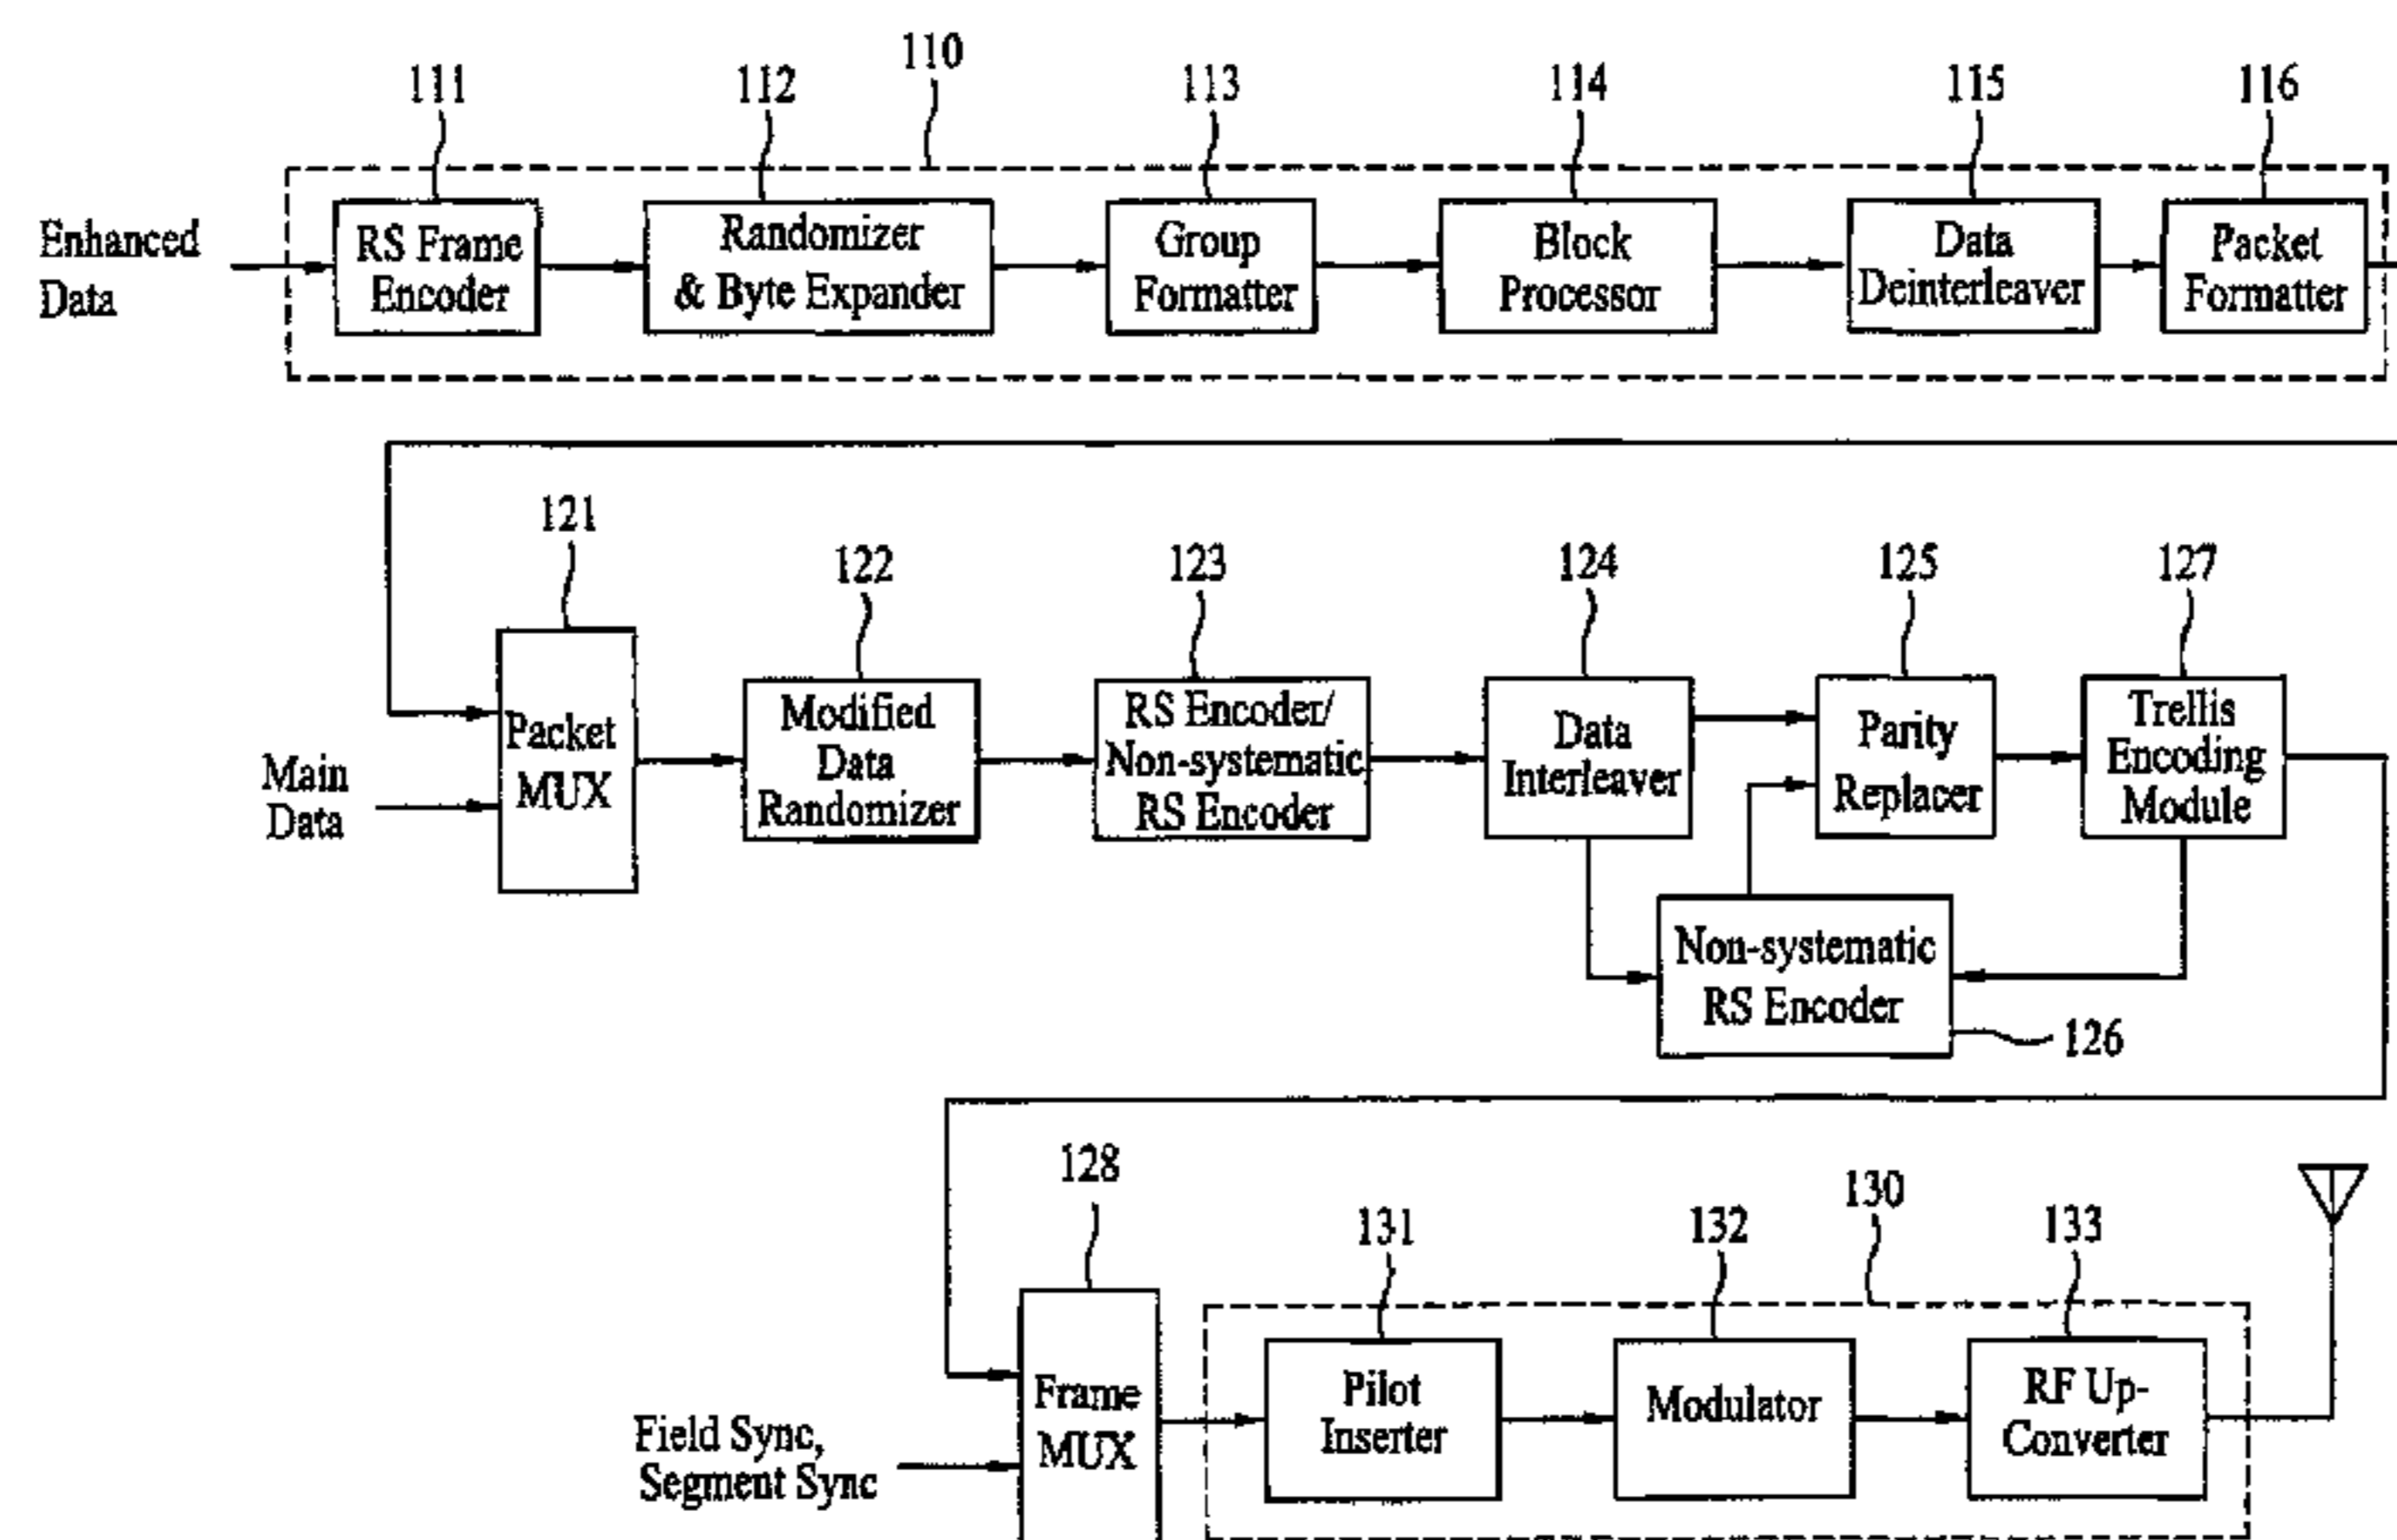 110
111
112
113
114
115
116
Enhanced
Data
RS Frame
Encoder
Randomizer
& Byte Expander
Group
Formatter
Block
Processor
Data
Deinterleaver
Packet
Formatter
121
122
123
124
125
127
Main
Data
Packet
MUX
Modified
Data
Randomizer
RS Encoder/
Non-systematic
RS Encoder
Data
Interleaver
Parity
Replacer
Trellis
Encoding
Module
Non-systematic
RS Encoder
126
128
130
131
132
133
Field Sync,
Segment Sync
Frame
MUX
Pilot
Inserter
Modulator
RF Up-
Converter